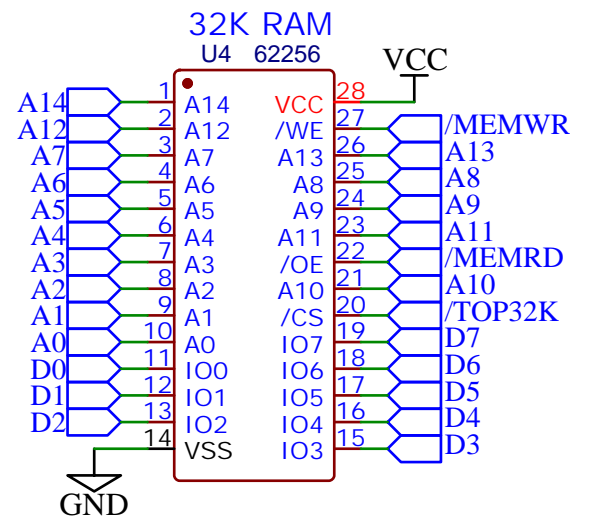 32K RAM
U4 62256
VCC
A14 1 A14 VCC 28
A12 2 A12 /WE 27 /MEMWR
A7 3 A7 A13 26 A13
A6 4 A6 A8 25 A8
A5 5 A5 A9 24 A9
A4 6 A4 A11 23 A11
A3 7 A3 /OE 22 /MEMRD
A2 8 A2 A10 21 A10
A1 9 A1 /CS 20 /TOP32K
A0 10 A0 IO7 19 D7
D0 11 IO0 IO6 18 D6
D1 12 IO1 IO5 17 D5
D2 13 IO2 IO4 16 D4
14 VSS IO3 15 D3
GND